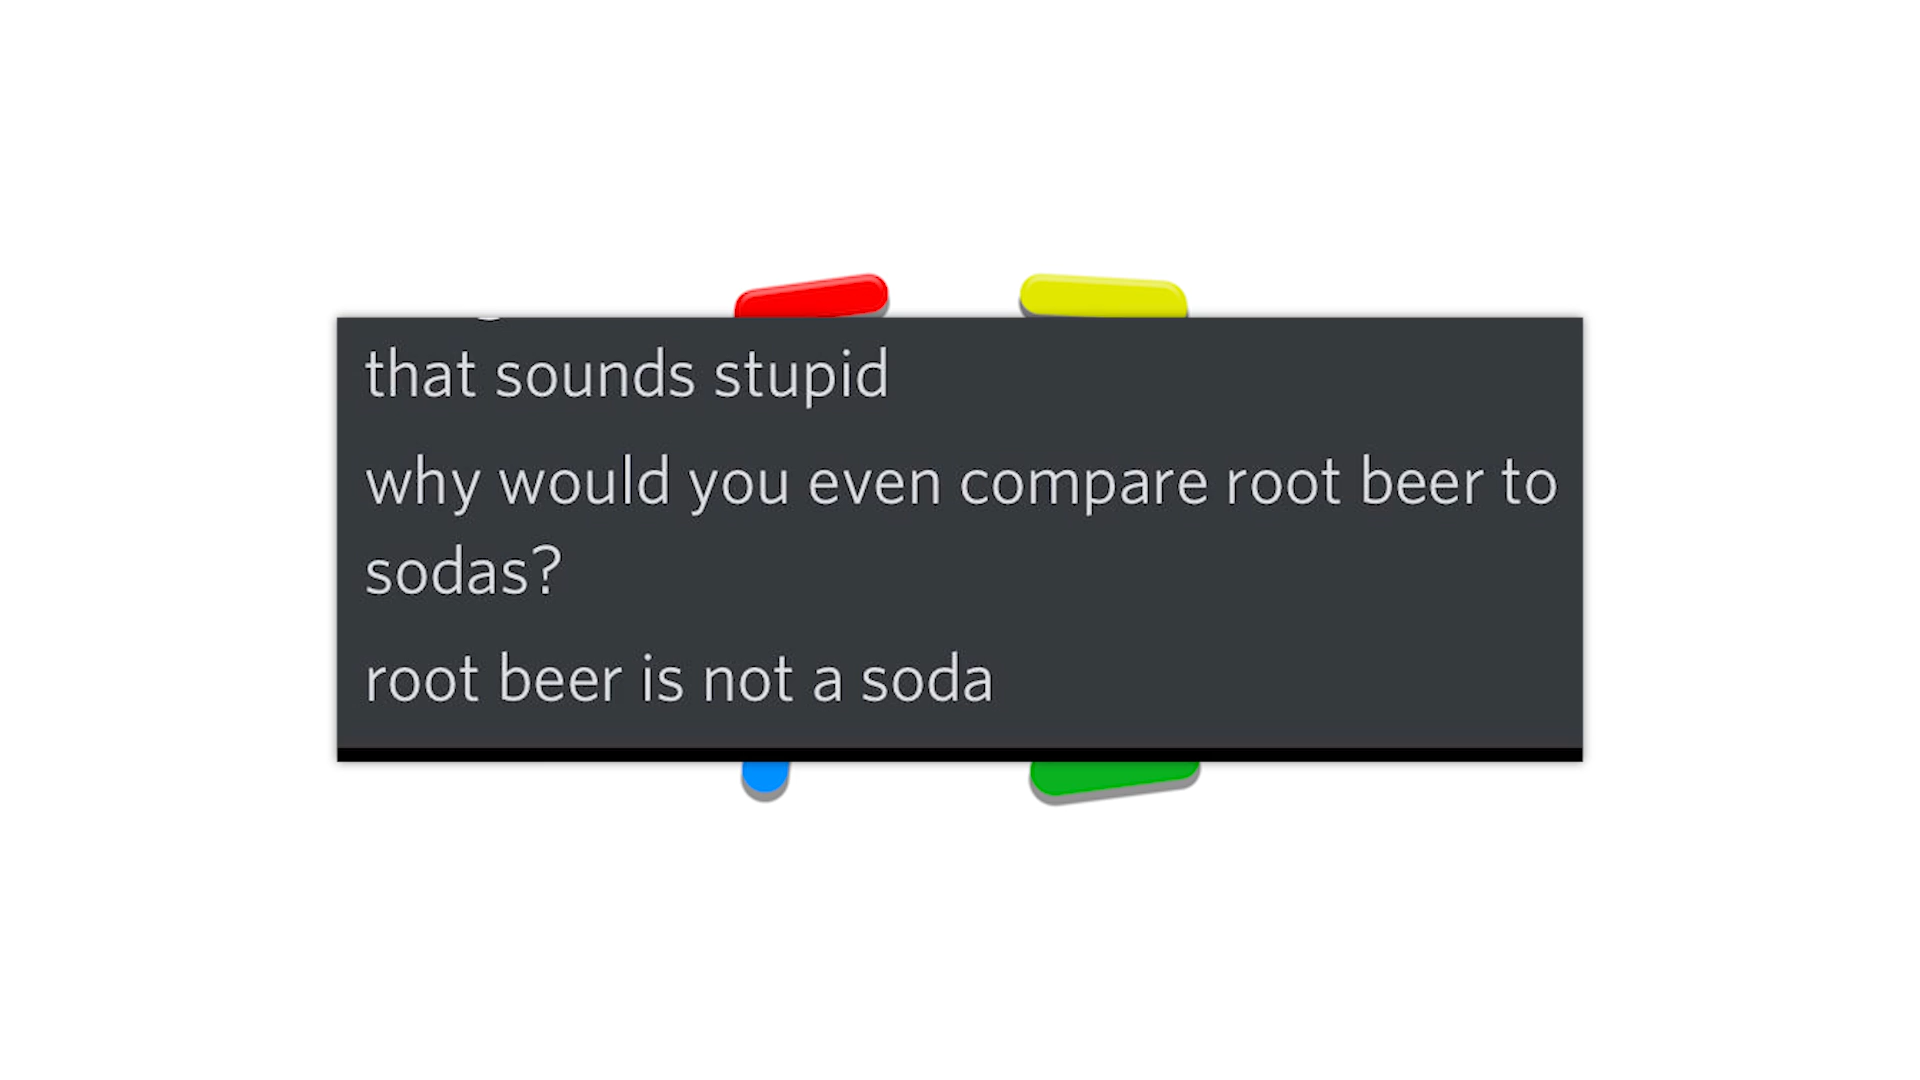 that sounds stupid
why would you even compare root beer to
sodas?
root beer is not a soda